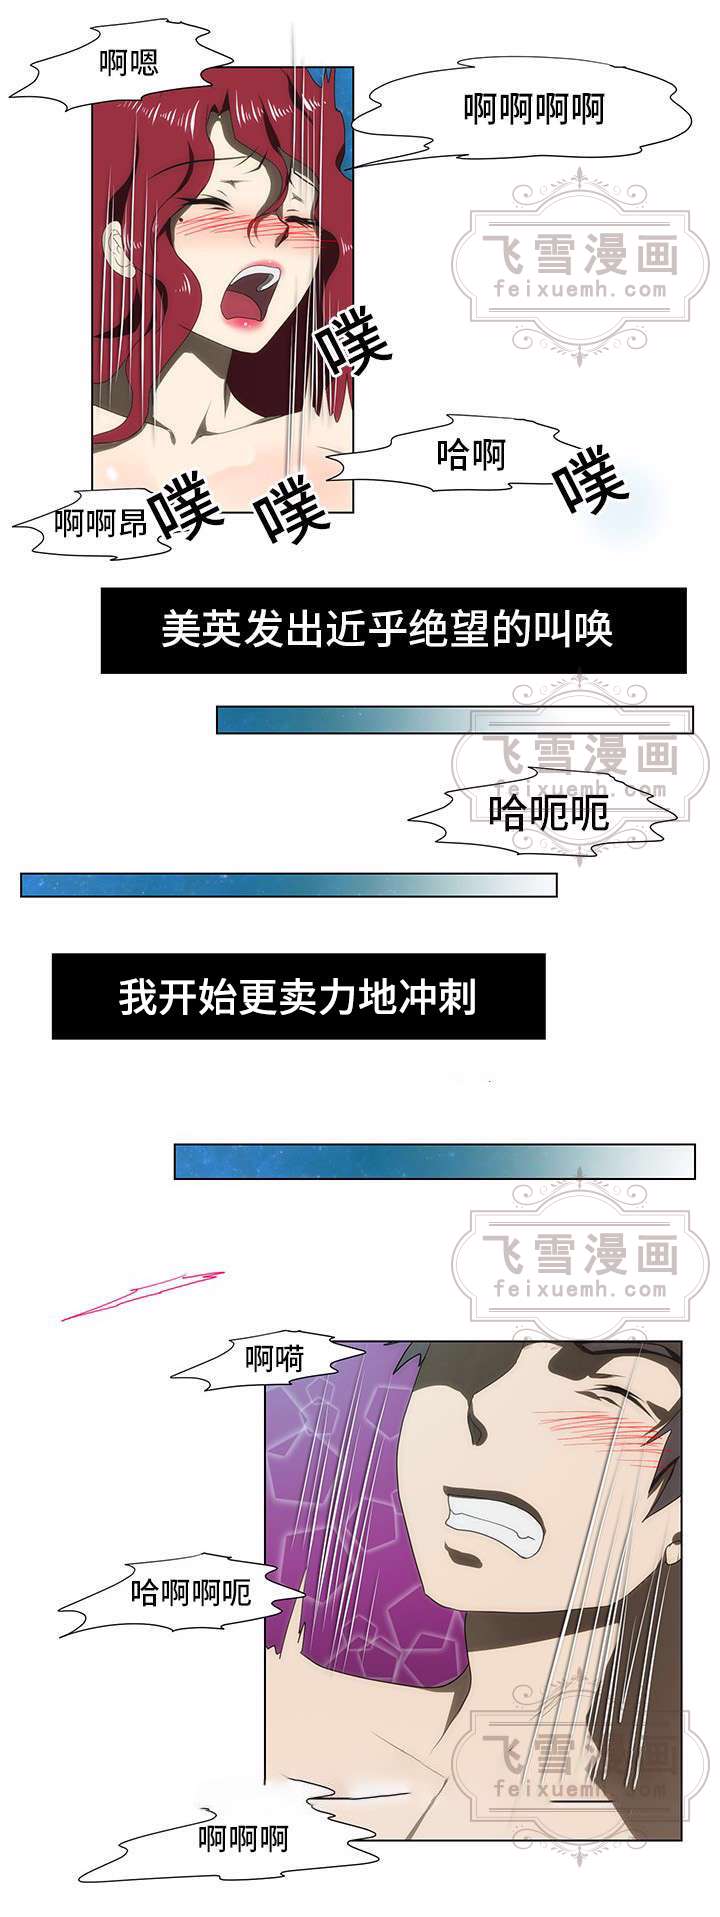 啊嗯
啊啊啊啊
飞雪漫画
feixuemh.com
噗
哈啊
噗
噗
噗
啊啊昂
美英发出近乎绝望的叫唤
飞雪漫画
feixuemh.com
哈呃呃
我开始更卖力地冲刺
飞雪漫画
feixuemh.com
啊嗬
哈啊啊呃
飞雪漫画
feixuemh.com
啊啊啊